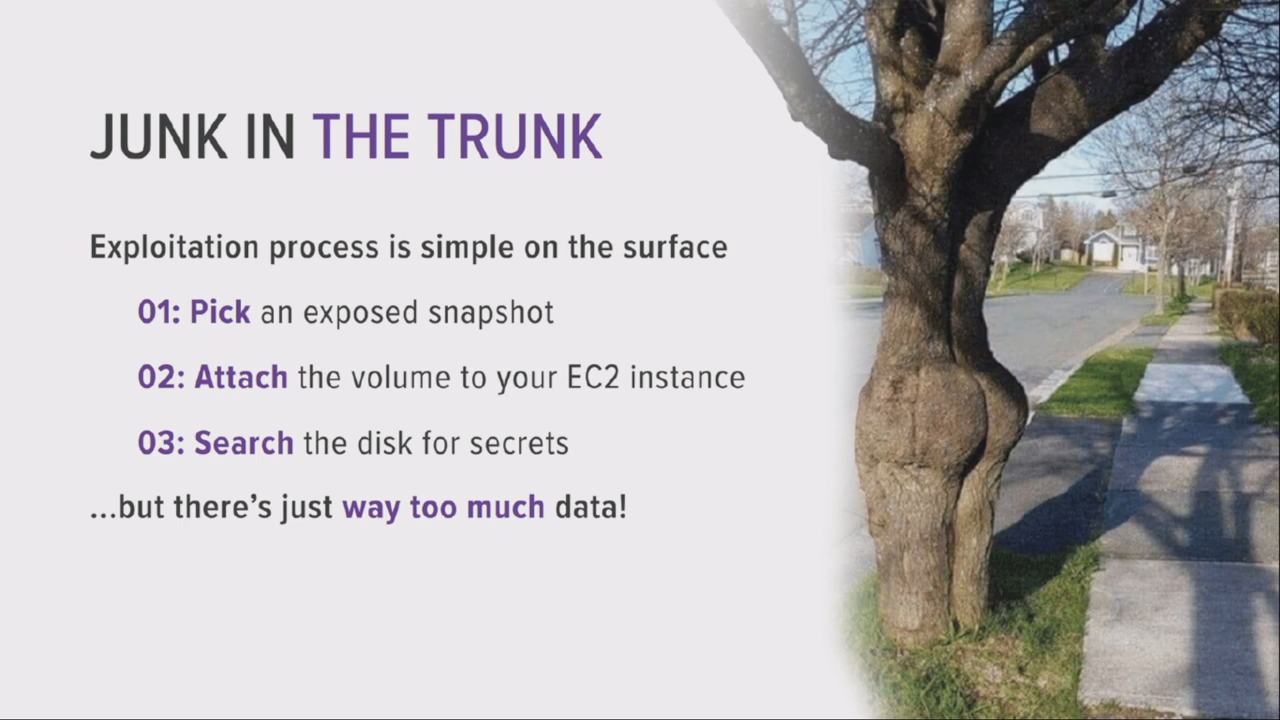 JUNK IN THE TRUNK
Exploitation process is simple on the surface
01: Pick an exposed snapshot
02: Attach the volume to your EC2 instance
03: Search the disk for secrets
...but there’s just way too much data!